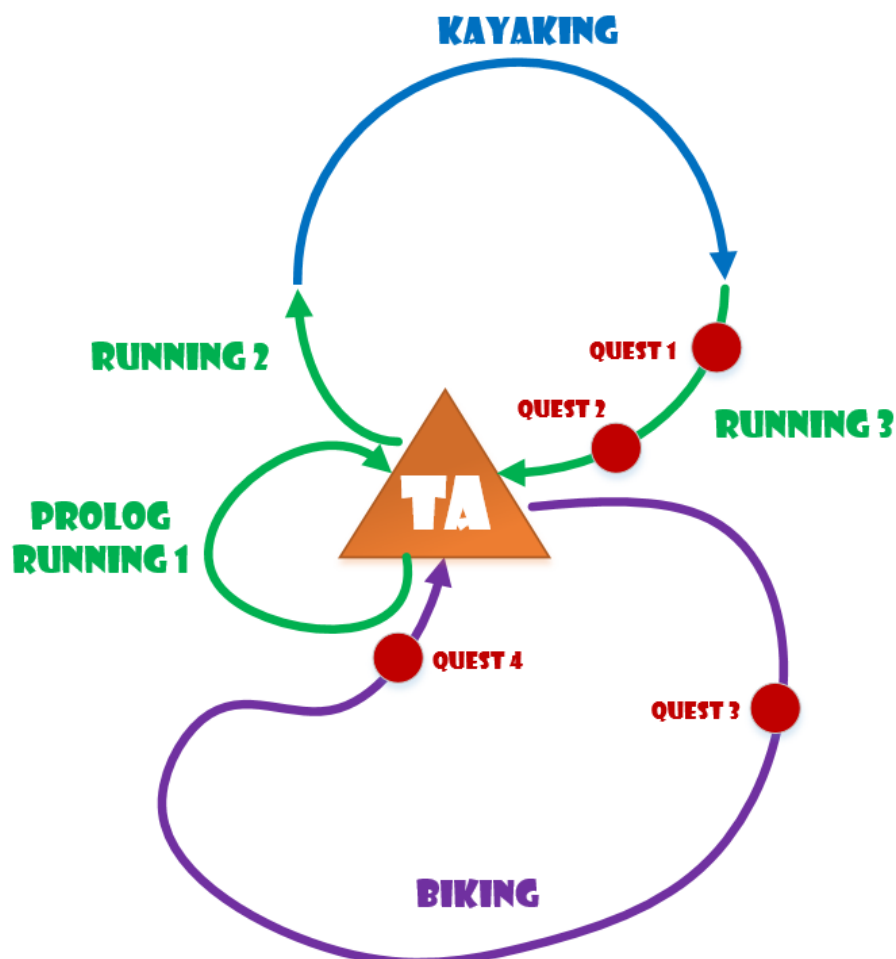 KAYAKING
RUNNING 2
QUEST 1
QUEST 2
RUNNING 3
TA
PROLOG
RUNNING 1
QUEST 4
QUEST 3
BIKING